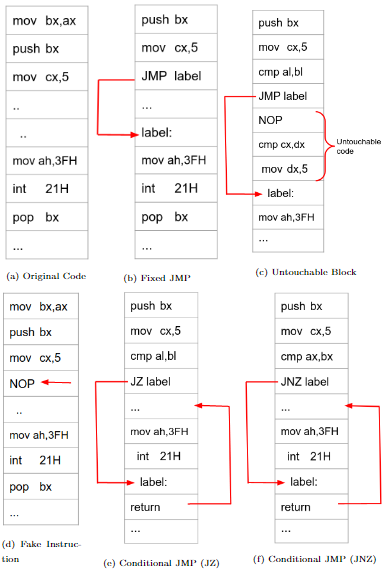 mov bx,ax
push bx
mov cx,5
..
..
mov ah,3FH
int 21H
pop bx
...
(a) Original Code
push bx
mov cx,5
JMP label
...
label:
mov ah,3FH
int 21H
pop bx
...
(b) Fixed JMP
push bx
mov cx,5
cmp al,bl
JMP label
NOP
cmp cx,dx
mov dx,5
label:
mov ah,3FH
...
Untouchable
code
(c) Untouchable Block
mov bx,ax
push bx
mov cx,5
NOP
..
mov ah,3FH
int 21H
pop bx
...
(d) Fake Instruc-
tion
push bx
mov cx,5
cmp al,bl
JZ label
...
mov ah,3FH
int 21H
label:
return
...
(e) Conditional JMP (JZ)
push bx
mov cx,5
cmp ax,bx
JNZ label
...
mov ah,3FH
int 21H
label:
return
...
(f) Conditional JMP (JNZ)